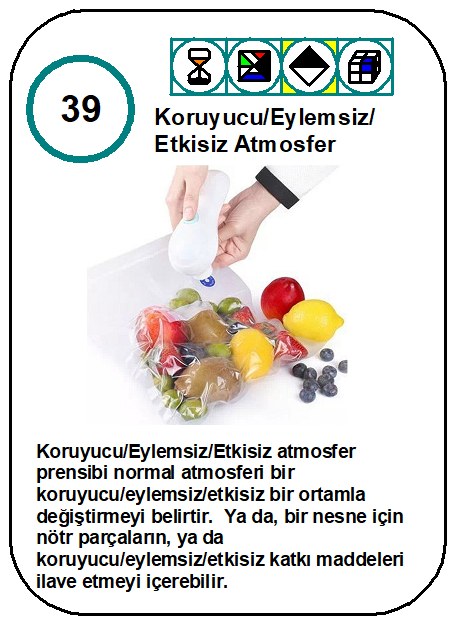 39
Koruyucu/Eylemsiz/
Etkisiz Atmosfer
Koruyucu/Eylemsiz/Etkisiz atmosfer
prensibi normal atmosferi bir
koruyucu/eylemsiz/etkisiz bir ortamla
değiştirmeyi belirtir.  Ya da, bir nesne için
nötr parçaların, ya da
koruyucu/eylemsiz/etkisiz katkı maddeleri
ilave etmeyi içerebilir.